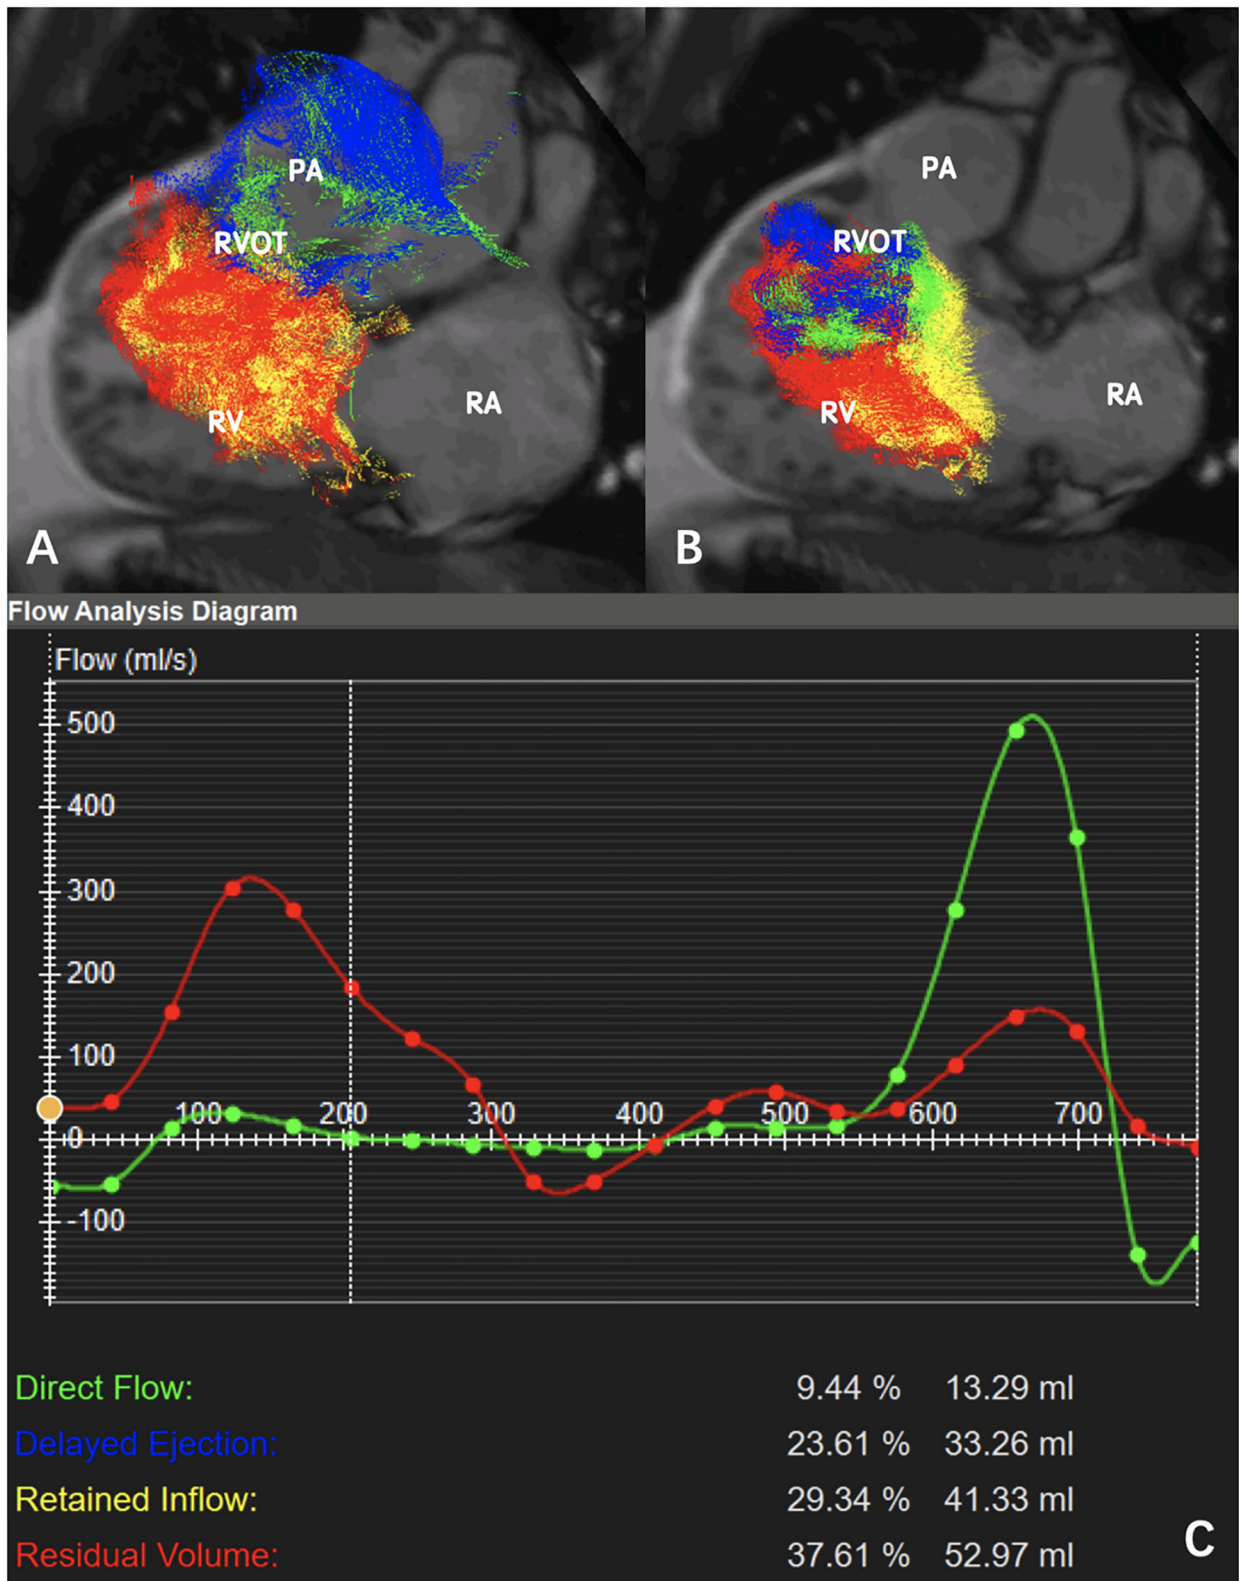 PA
RVOT
RV
RA
A
PA
RVOT
RV
RA
B
Flow Analysis Diagram
Flow (ml/s)
500
400
300
200
100
0
-100
100 200 300 400 500 600 700
Direct Flow: 9.44 % 13.29 ml
Delayed Ejection: 23.61 % 33.26 ml
Retained Inflow: 29.34 % 41.33 ml
Residual Volume: 37.61 % 52.97 ml
C